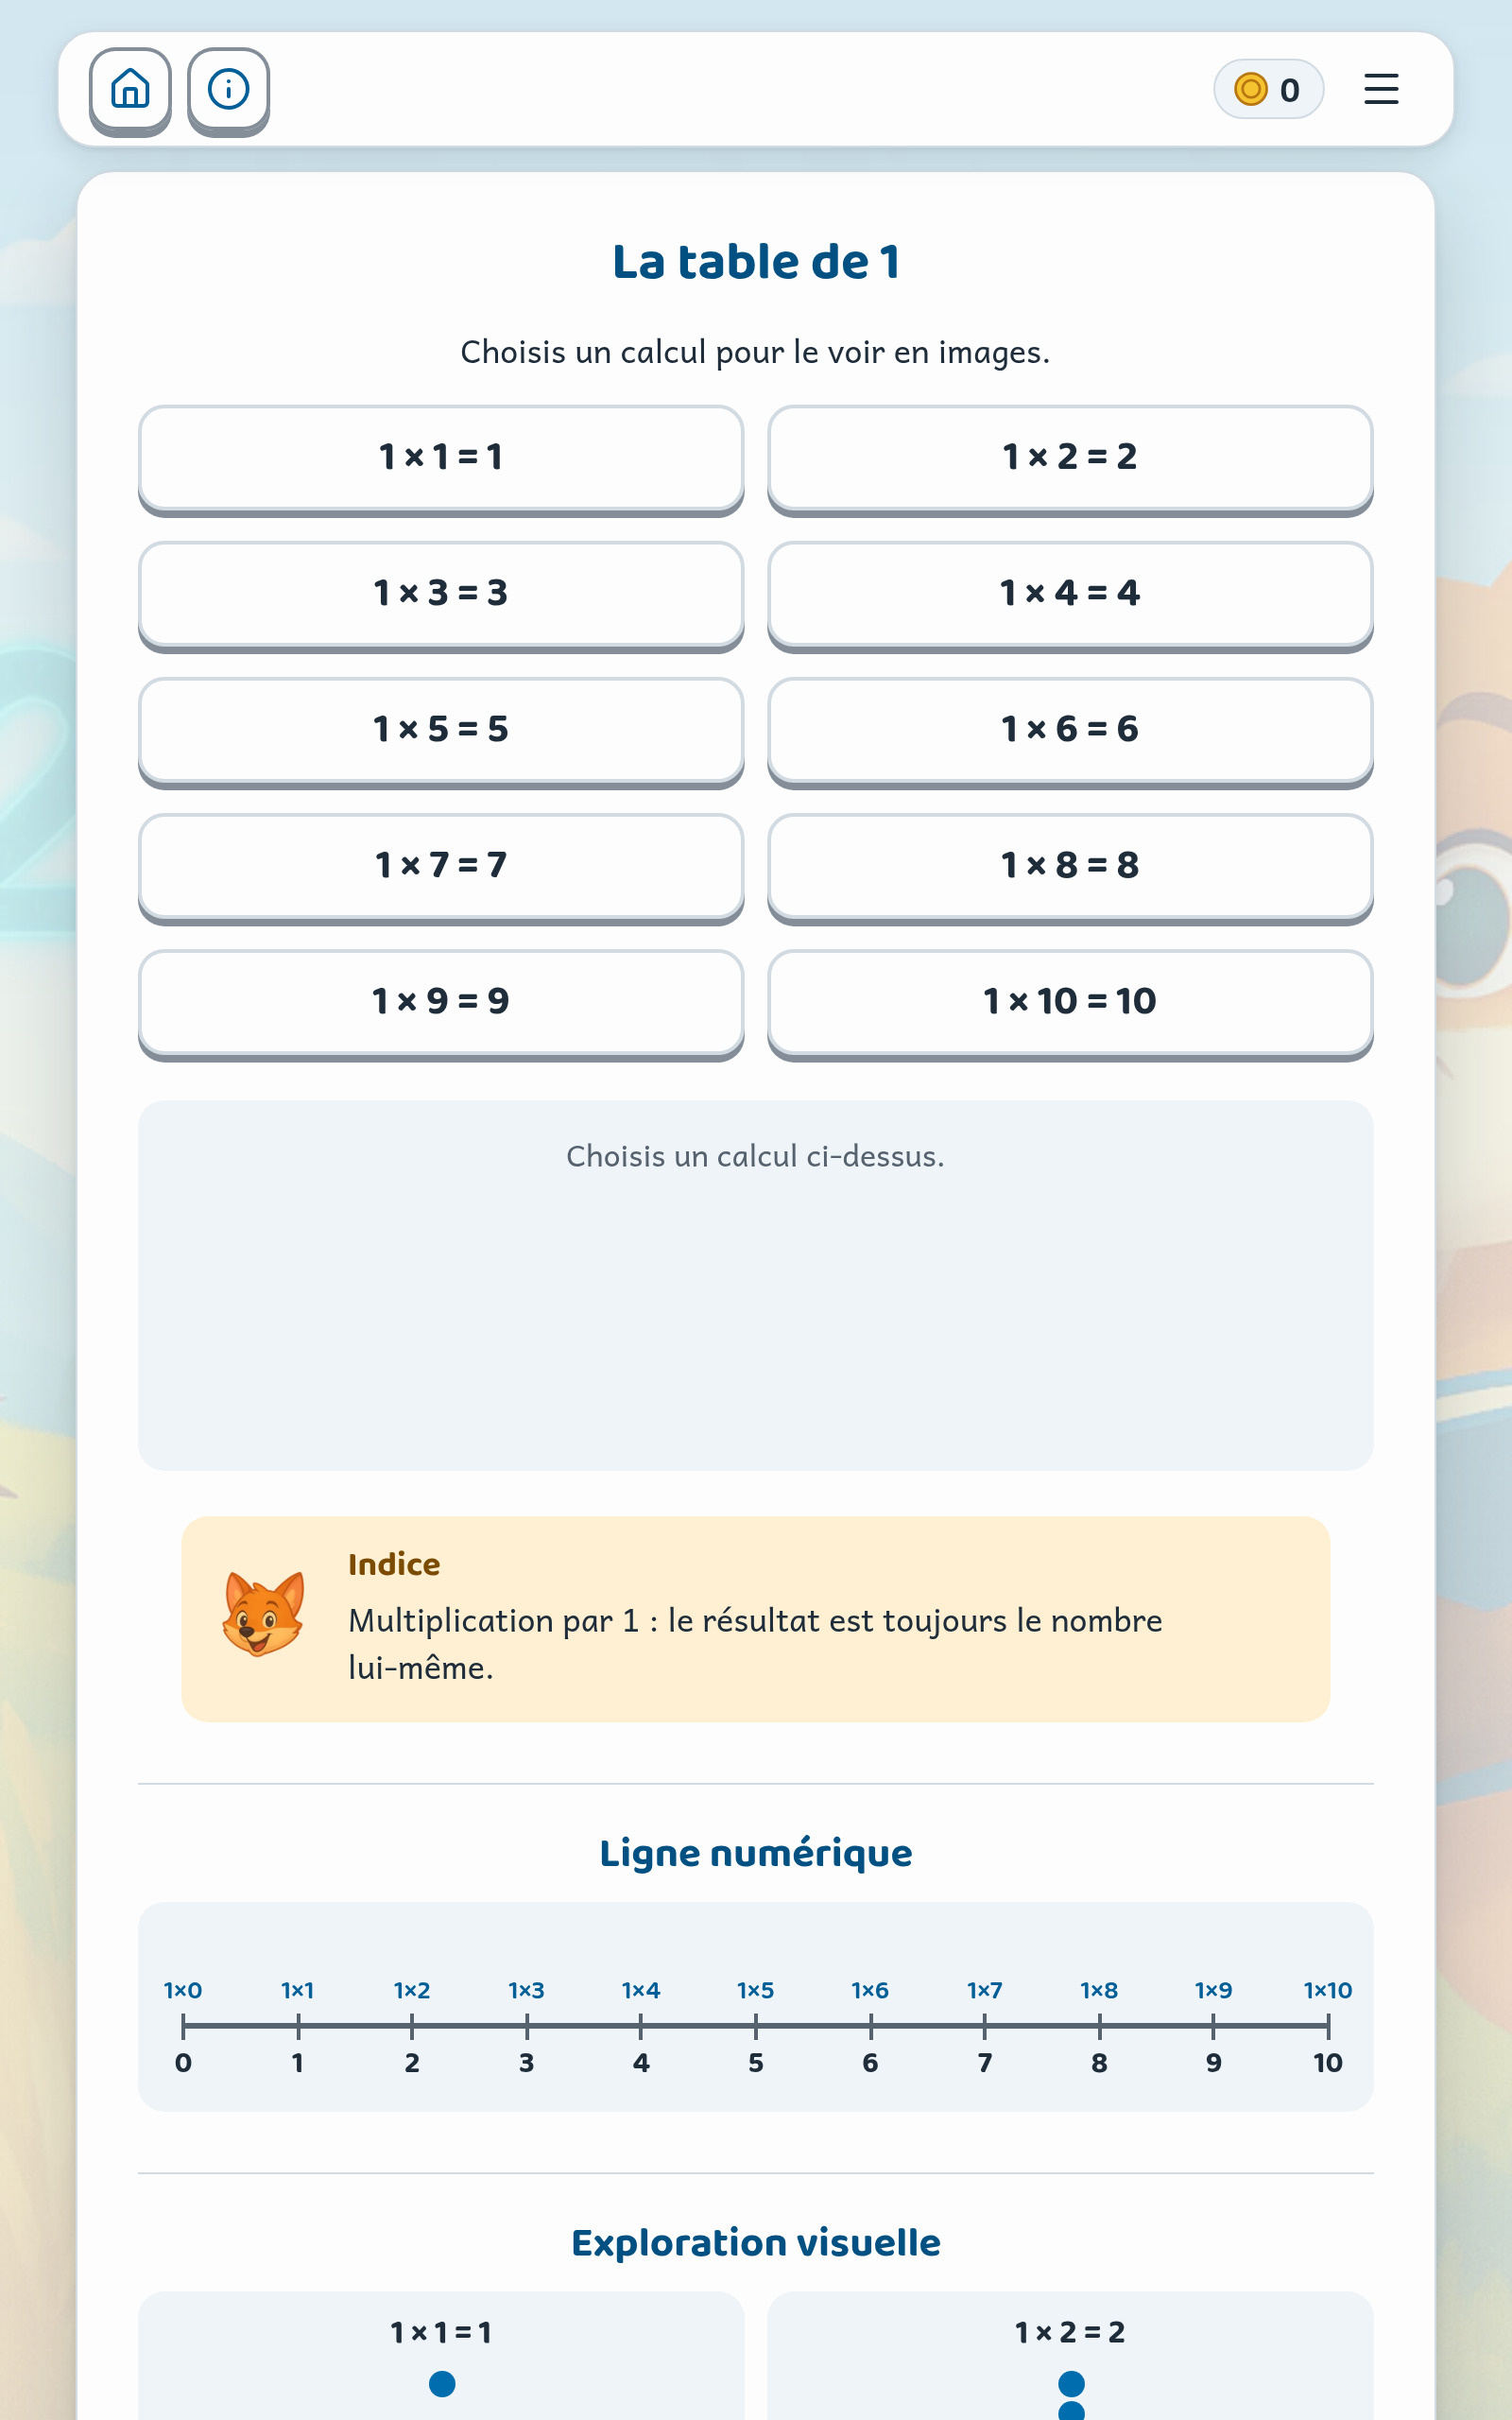 0
La table de 1
Choisis un calcul pour le voir en images.
1 × 1 = 1
1 × 2 = 2
1 × 3 = 3
1 × 4 = 4
1 × 5 = 5
1 × 6 = 6
1 × 7 = 7
1 × 8 = 8
1 × 9 = 9
1 × 10 = 10
Choisis un calcul ci-dessus.
Indice
Multiplication par 1 : le résultat est toujours le nombre
lui-même.
Ligne numérique
1×0 1×1 1×2 1×3 1×4 1×5 1×6 1×7 1×8 1×9 1×10
0 1 2 3 4 5 6 7 8 9 10
Exploration visuelle
1 × 1 = 1
1 × 2 = 2
2